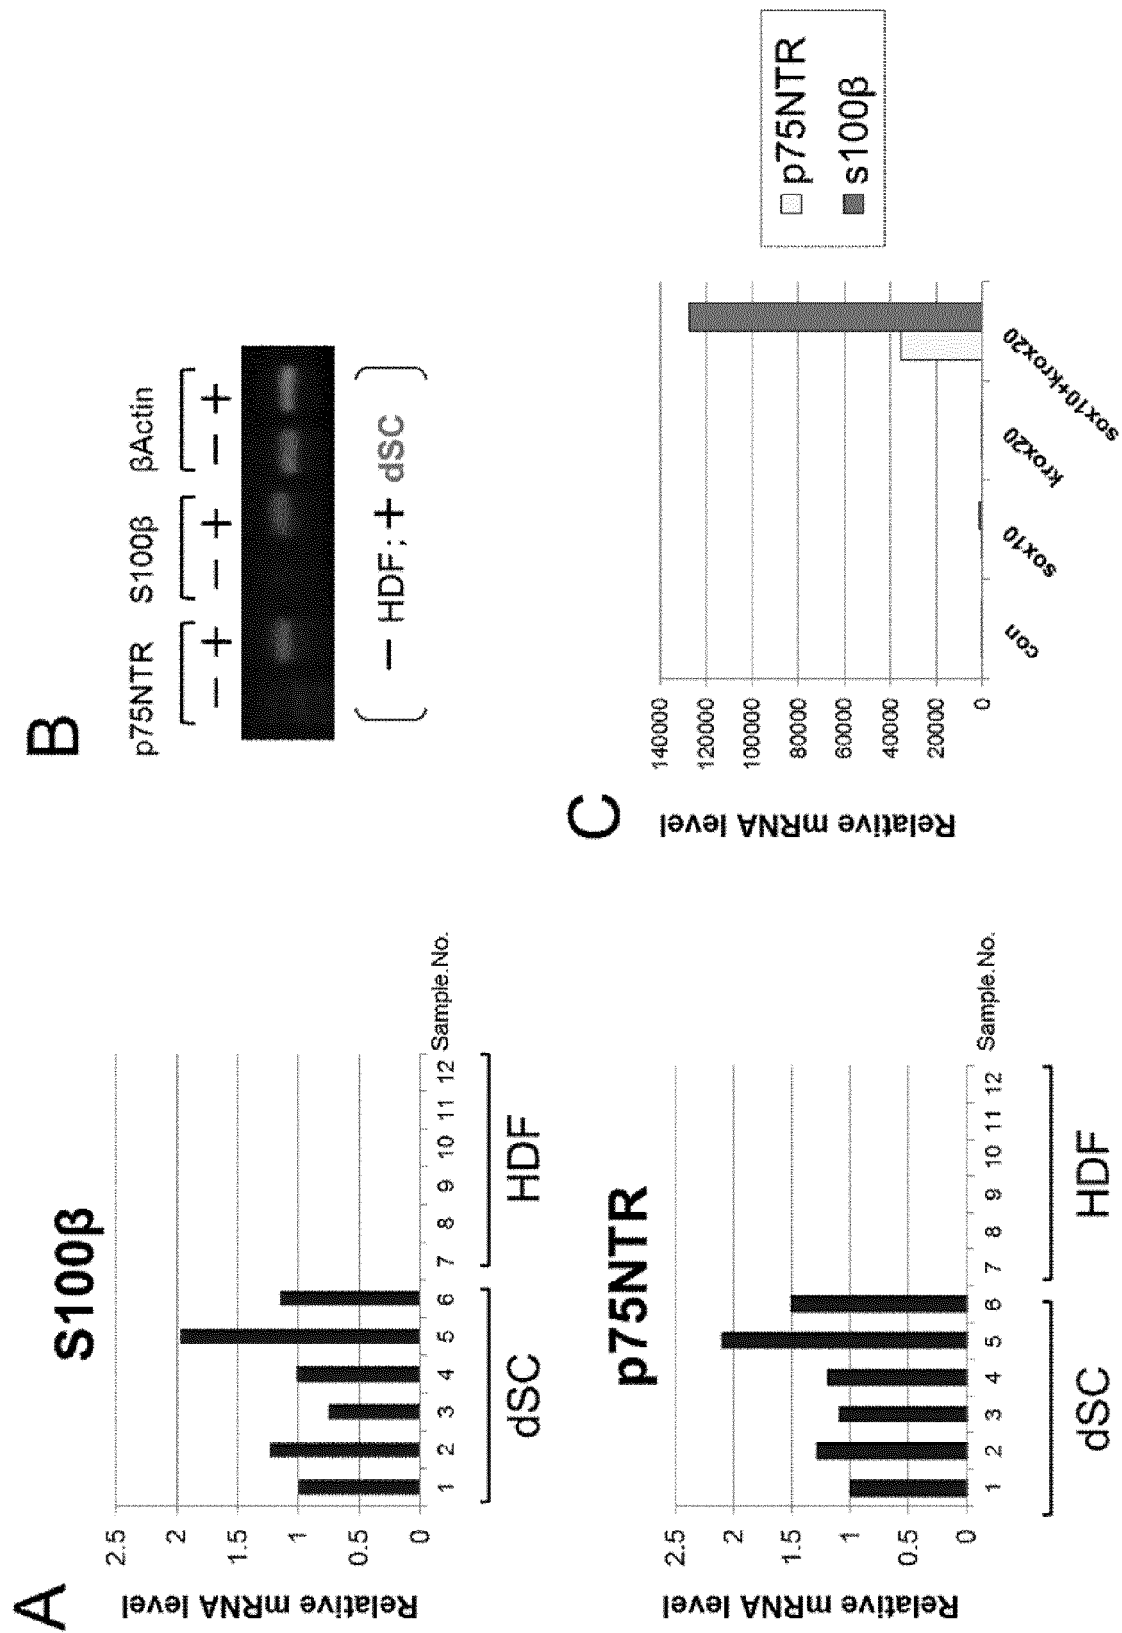 A
S100β
Relative mRNA level
2.5
2
1.5
1
0.5
0
1 2 3 4 5 6 7 8 9 10 11 12 Sample.No.
dSC HDF
p75NTR
Relative mRNA level
2.5
2
1.5
1
0.5
0
1 2 3 4 5 6 7 8 9 10 11 12 Sample.No.
dSC HDF
B
p75NTR S100β βActin
− + − + − +
( − HDF ; + dSC )
C
Relative mRNA level
140000
120000
100000
80000
60000
40000
20000
0
con sox10 krox20 sox10+krox20
p75NTR
s100β